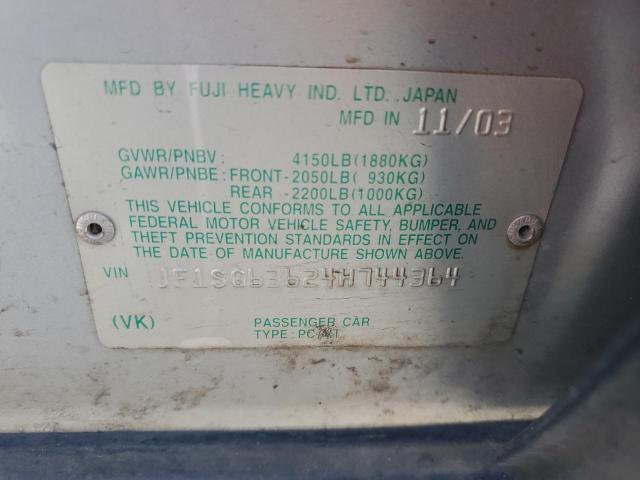 MFD BY FUJI HEAVY IND. LTD., JAPAN
MFD IN 11/03
GVWR/PNBV : 4150LB(1880KG)
GAWR/PNBE : FRONT-2050LB( 930KG)
REAR -2200LB(1000KG)
THIS VEHICLE CONFORMS TO ALL APPLICABLE
FEDERAL MOTOR VEHICLE SAFETY, BUMPER, AND
THEFT PREVENTION STANDARDS IN EFFECT ON
THE DATE OF MANUFACTURE SHOWN ABOVE.
VIN JF1SG63624H744364
(VK) PASSENGER CAR
TYPE: